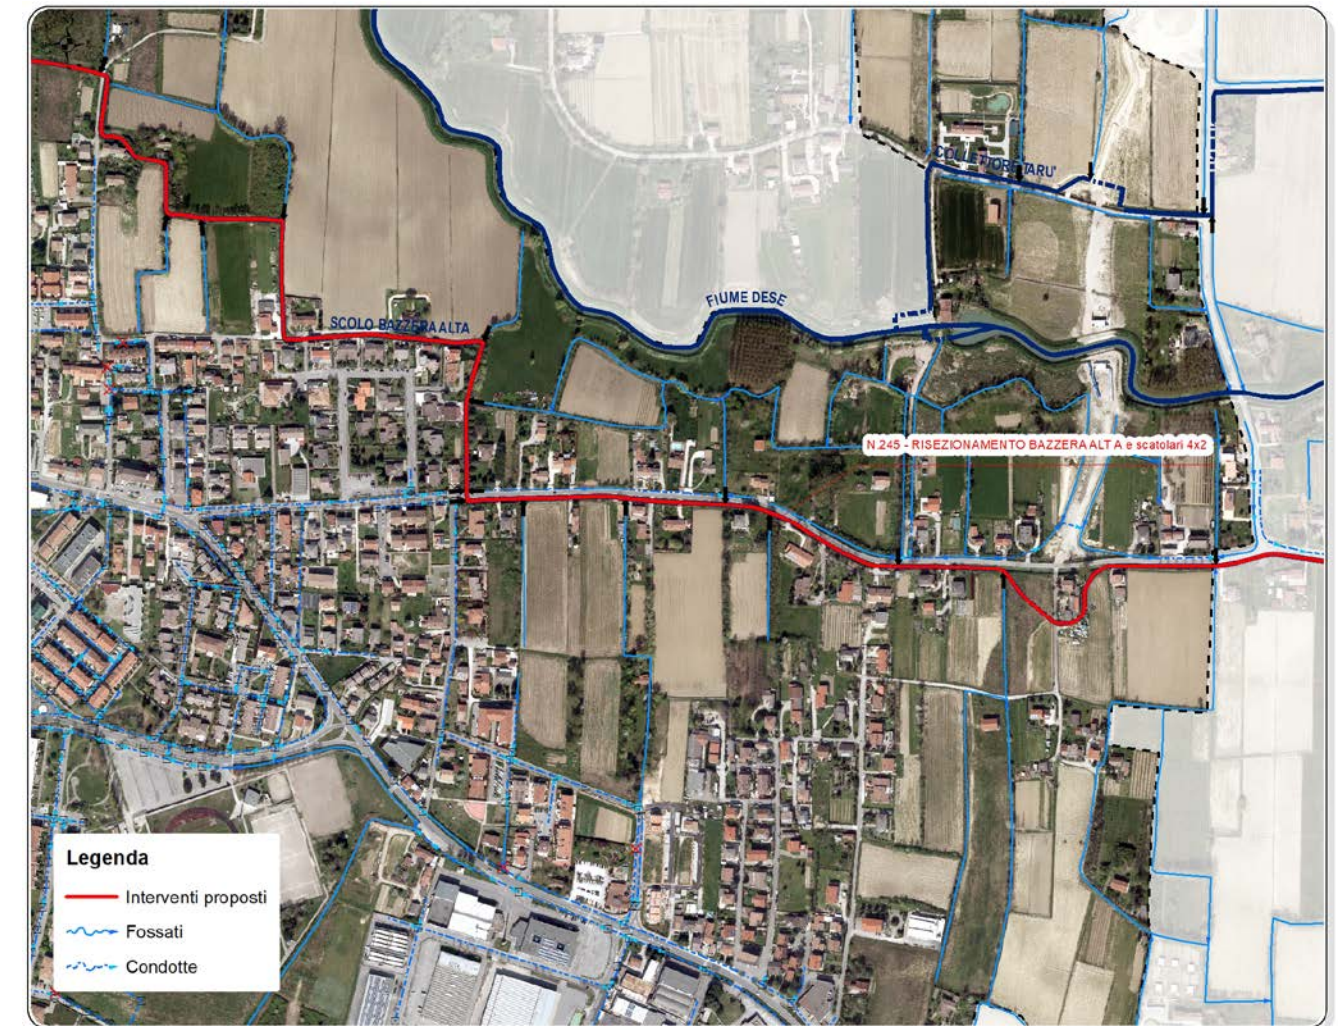 COLLETTORE TARU'
FIUME DESE
SCOLO BAZZERA ALTA
N.245 - RISEZIONAMENTO BAZZERA ALTA e scatolari 4x2
Legenda
Interventi proposti
Fossati
Condotte